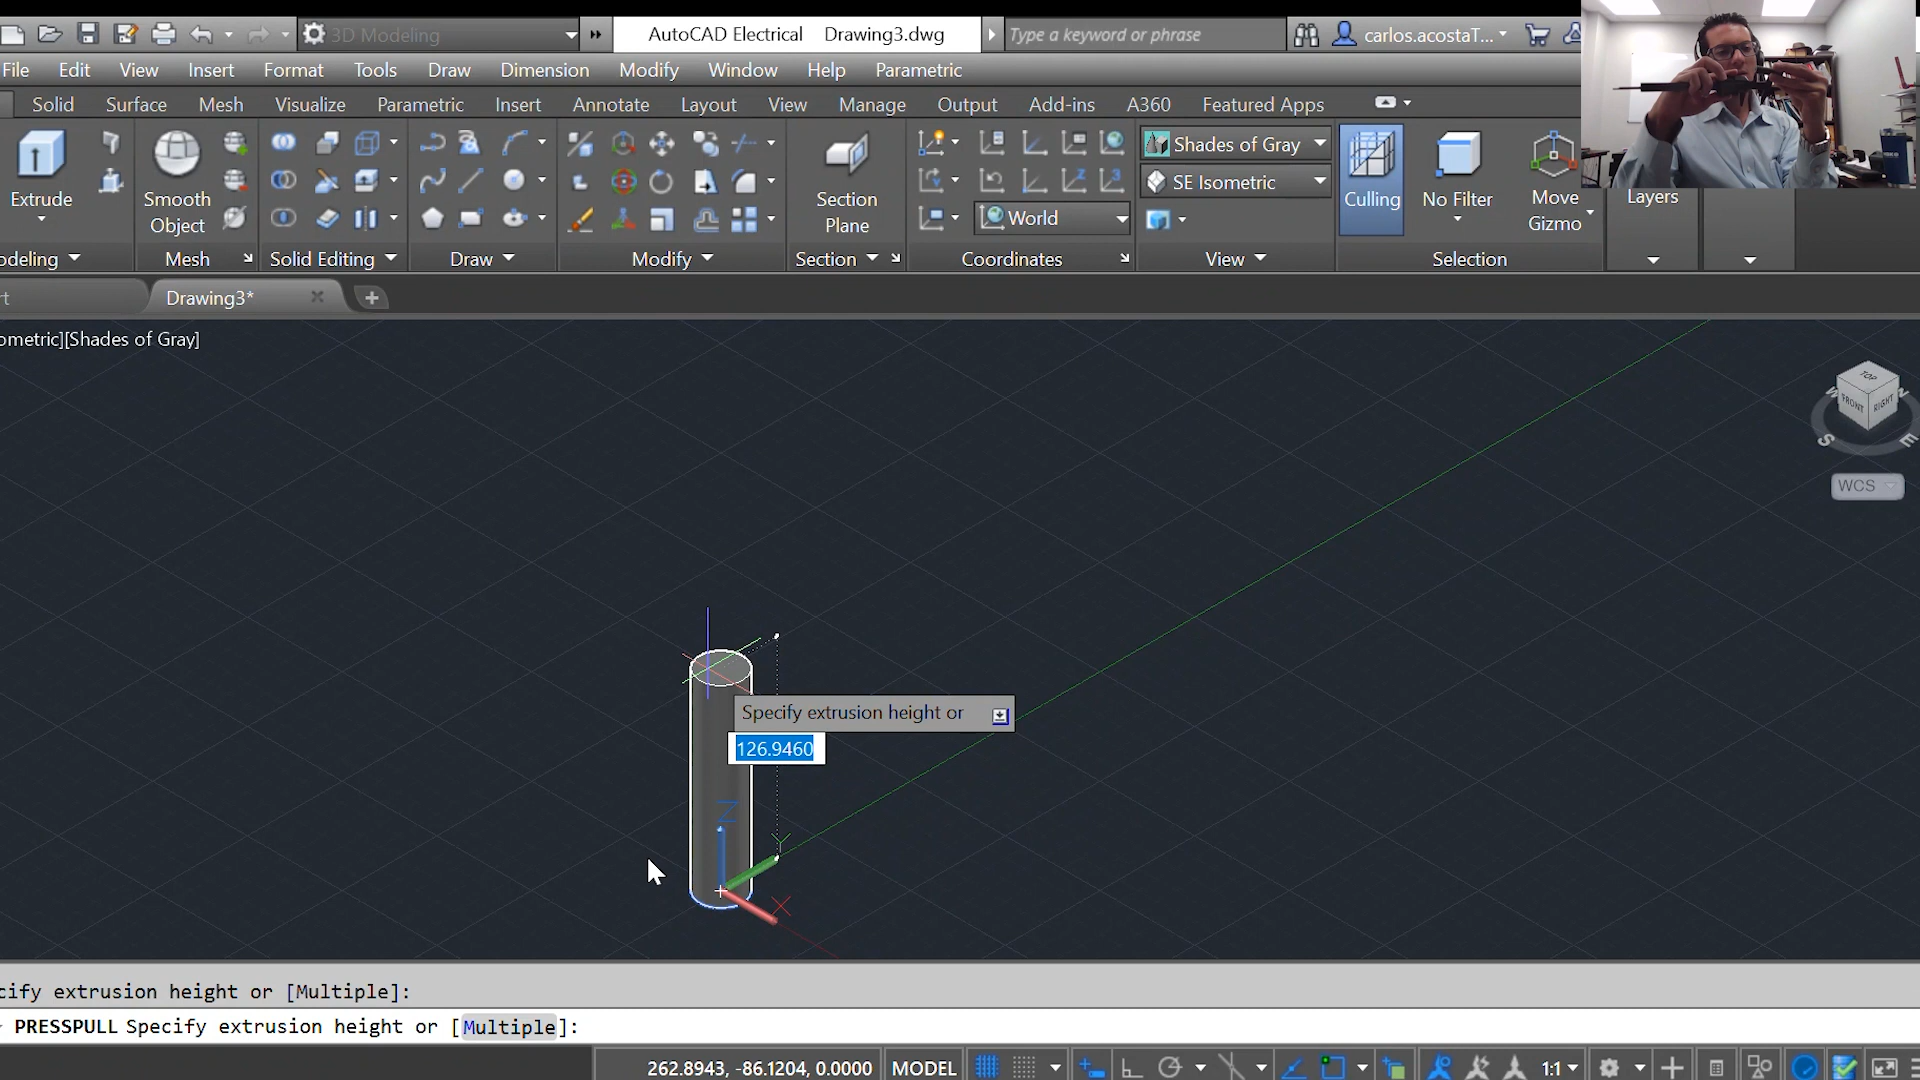 3D Modeling
AutoCAD Electrical Drawing3.dwg
Type a keyword or phrase
carlos.acostaT...
File Edit View Insert Format Tools Draw Dimension Modify Window Help Parametric
Solid Surface Mesh Visualize Parametric Insert Annotate Layout View Manage Output Add-ins A360 Featured Apps
Extrude
Smooth
Object
Section
Plane
World
Shades of Gray
SE Isometric
Culling
No Filter
Move
Gizmo
Layers
odeling Mesh Solid Editing Draw Modify Section Coordinates View Selection
rt
Drawing3*
ometric][Shades of Gray]
TOP
FRONT
RIGHT
S
E
WCS
Specify extrusion height or
126.9460
Z
Y
X
cify extrusion height or [Multiple]:
PRESSPULL Specify extrusion height or [Multiple]:
262.8943, -86.1204, 0.0000 MODEL
1:1